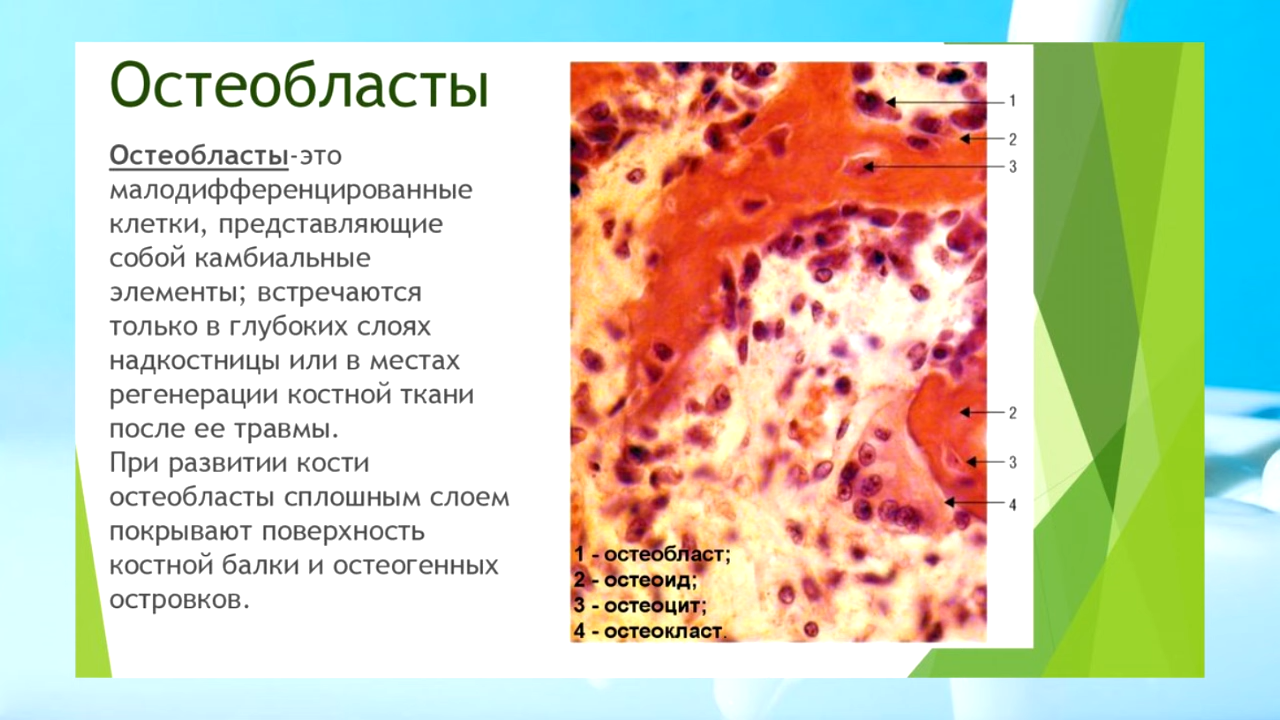 Остеобласты
Остеобласты-это
малодифференцированные
клетки, представляющие
собой камбиальные
элементы; встречаются
только в глубоких слоях
надкостницы или в местах
регенерации костной ткани
после ее травмы.
При развитии кости
остеобласты сплошным слоем
покрывают поверхность
костной балки и остеогенных
островков.
1
2
3
2
3
4
1 - остеобласт;
2 - остеоид;
3 - остеоцит;
4 - остеокласт.